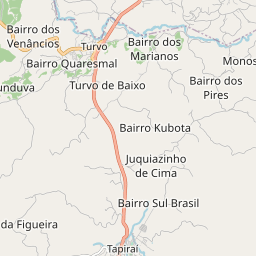 Bairro dos
Venâncios
Turvo
Bairro dos
Marianos
Bairro Quaresmal
Monos
Bairro dos
Pires
nduva
Turvo de Baixo
Bairro Kubota
Juquiazinho
de Cima
Bairro Sul Brasil
da Figueira
Tapiraí